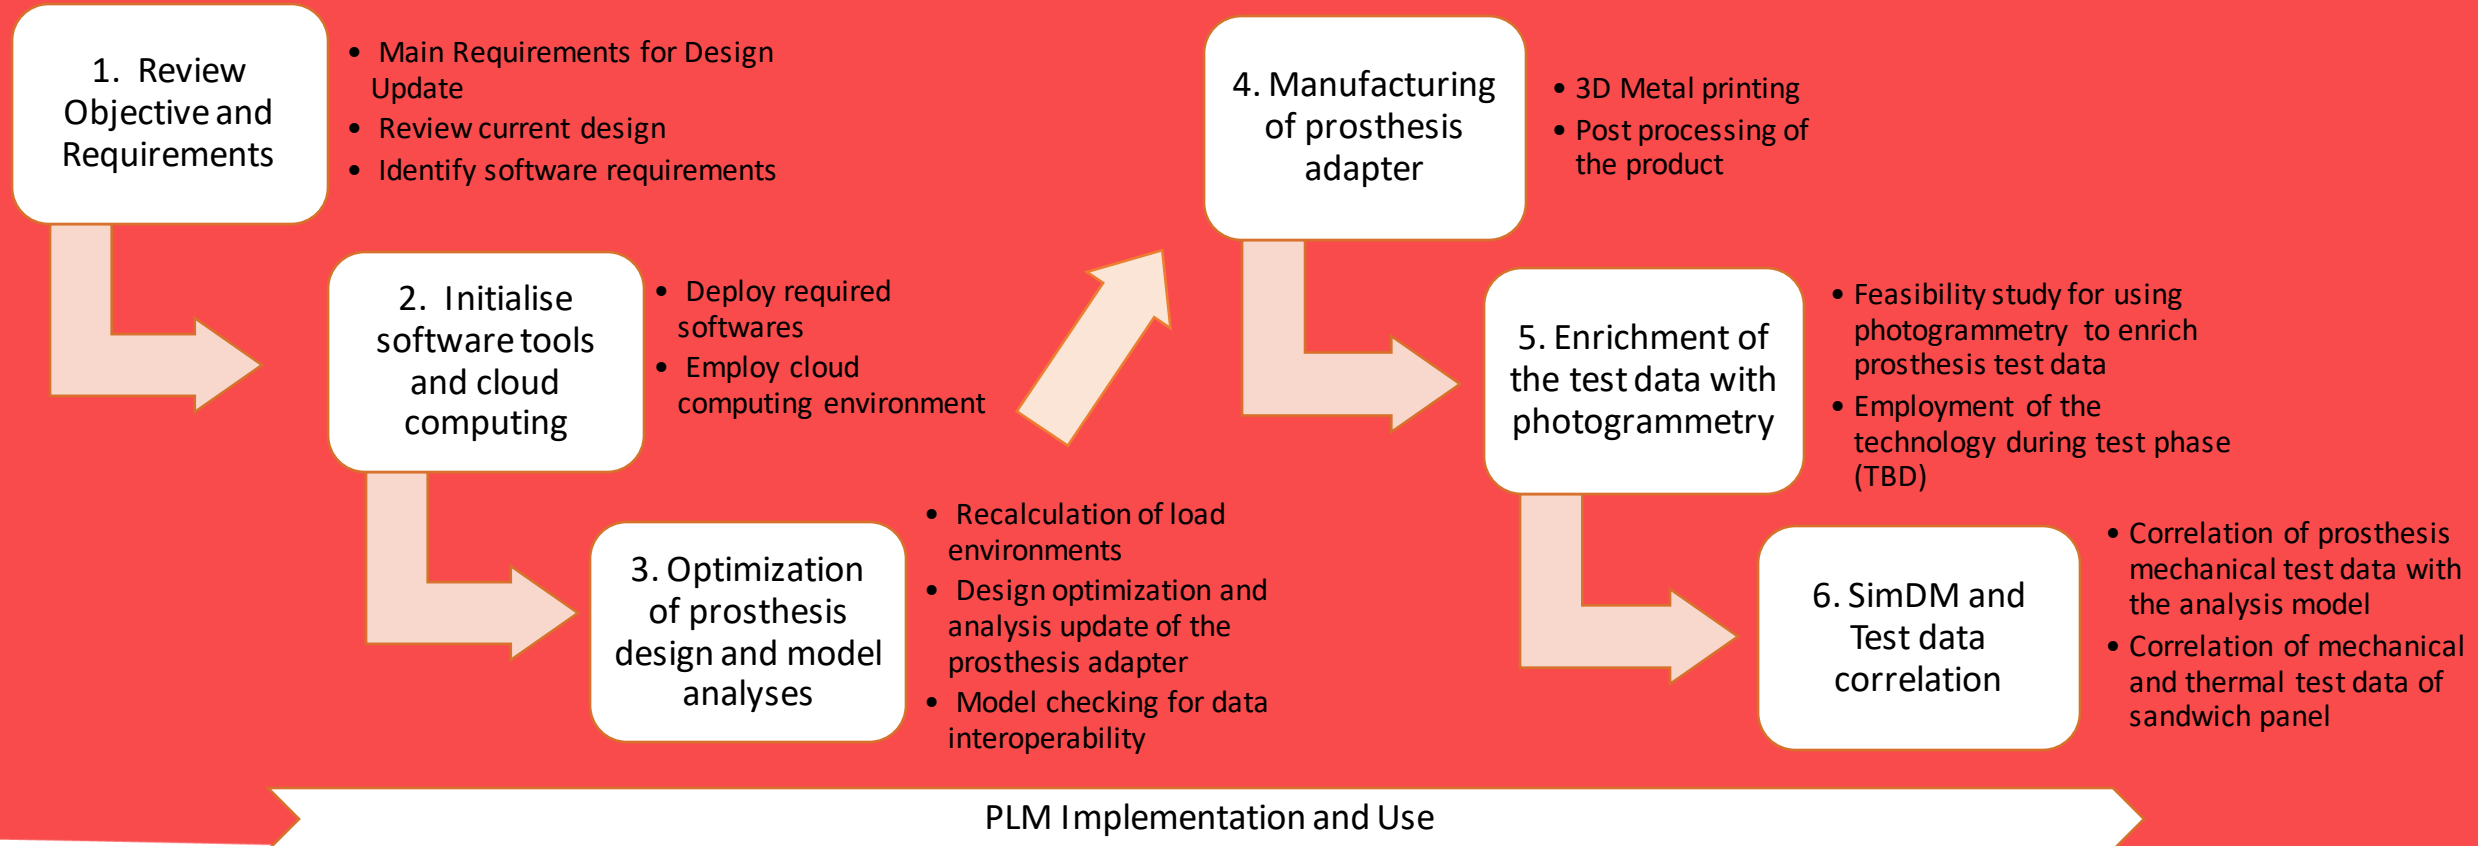 1. Review
Objective and
Requirements
• Main Requirements for Design
Update
• Review current design
• Identify software requirements
2. Initialise
software tools
and cloud
computing
• Deploy required
softwares
• Employ cloud
computing environment
3. Optimization
of prosthesis
design and model
analyses
• Recalculation of load
environments
• Design optimization and
analysis update of the
prosthesis adapter
• Model checking for data
interoperability
4. Manufacturing
of prosthesis
adapter
• 3D Metal printing
• Post processing of
the product
5. Enrichment of
the test data with
photogrammetry
• Feasibility study for using
photogrammetry to enrich
prosthesis test data
• Employment of the
technology during test phase
(TBD)
6. SimDM and
Test data
correlation
• Correlation of prosthesis
mechanical test data with
the analysis model
• Correlation of mechanical
and thermal test data of
sandwich panel
PLM Implementation and Use